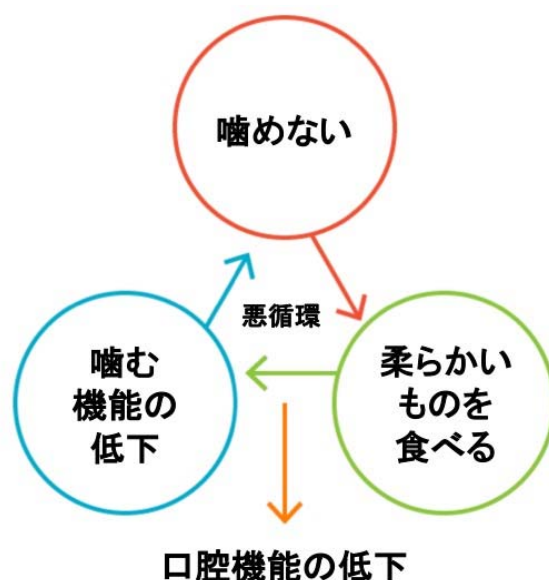 噛めない
悪循環
噛む
機能の
低下
柔らかい
ものを
食べる
口腔機能の低下